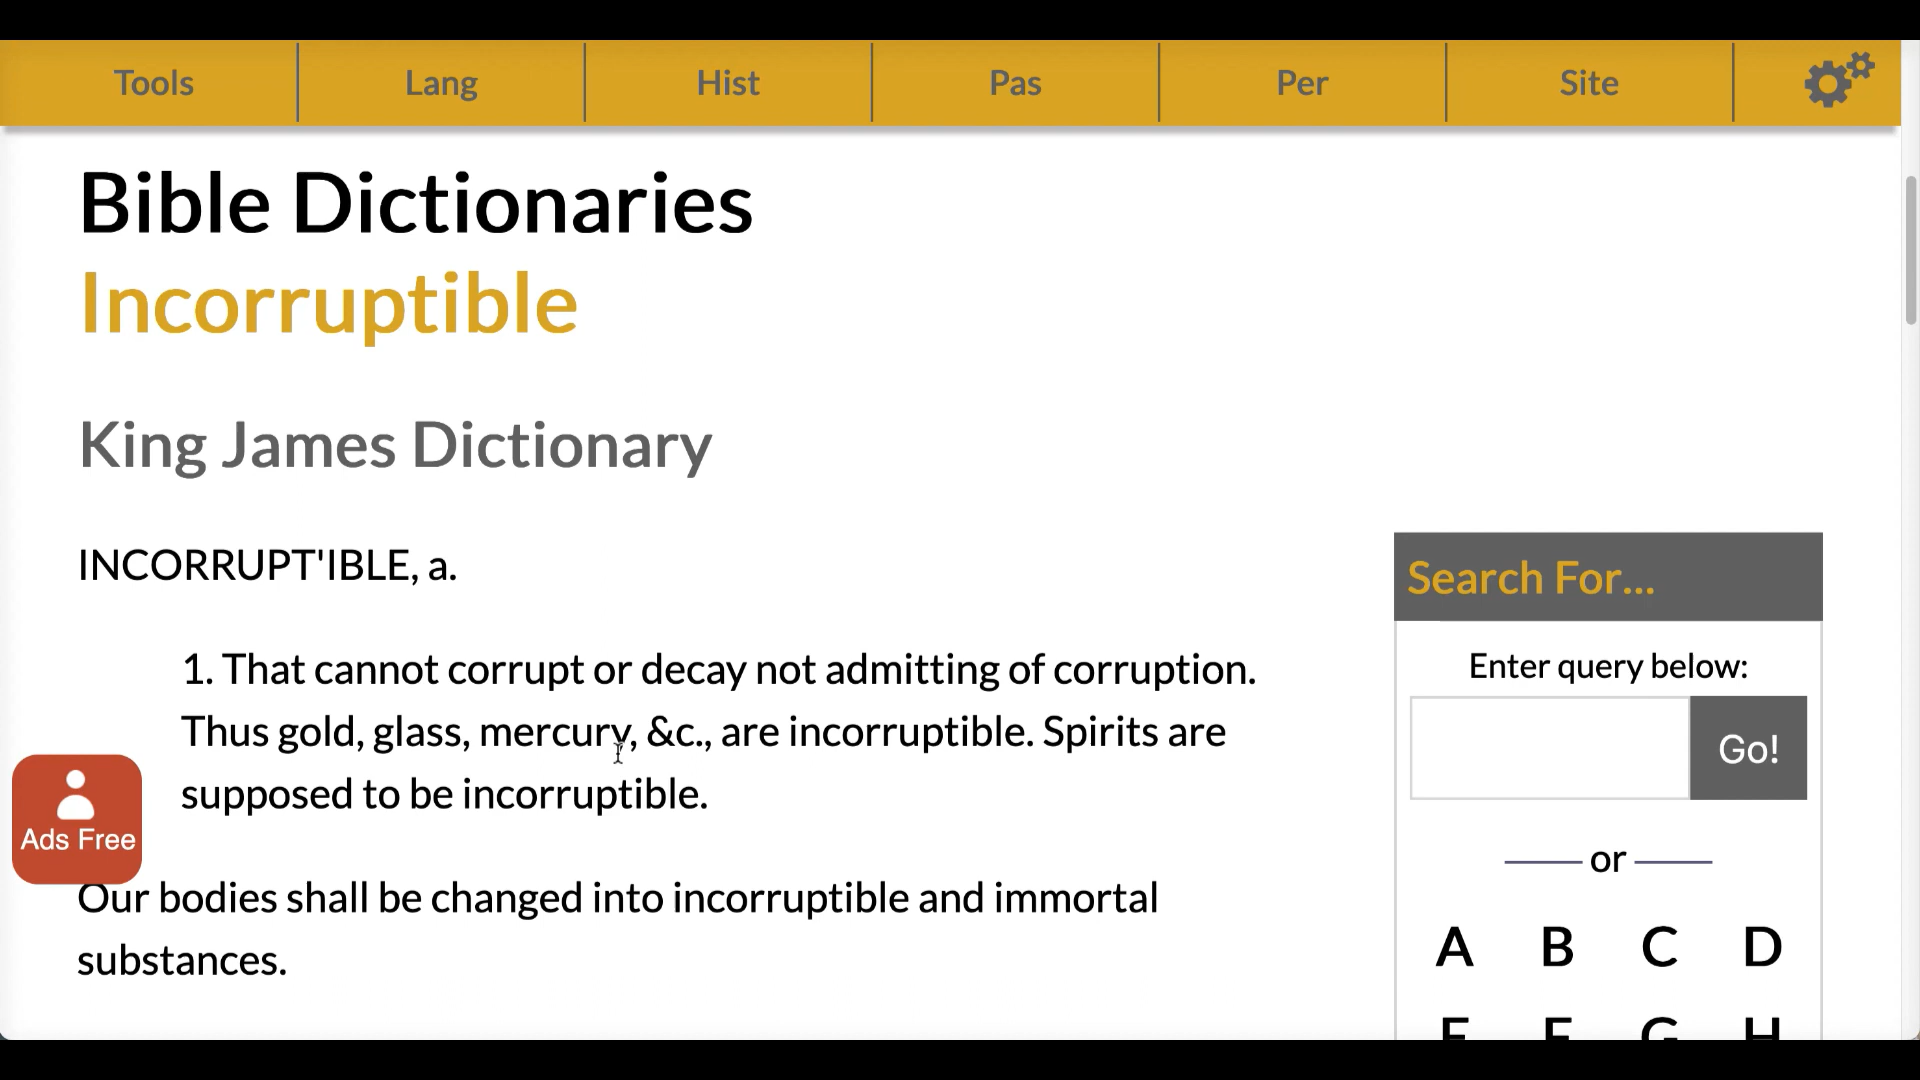 Tools Lang Hist Pas Per Site
Bible Dictionaries
Incorruptible
King James Dictionary
INCORRUPT'IBLE, a.
1. That cannot corrupt or decay not admitting of corruption.
Thus gold, glass, mercury, &c., are incorruptible. Spirits are
supposed to be incorruptible.
Our bodies shall be changed into incorruptible and immortal
substances.
Ads Free
Search For...
Enter query below:
Go!
or
A B C D
E F G H